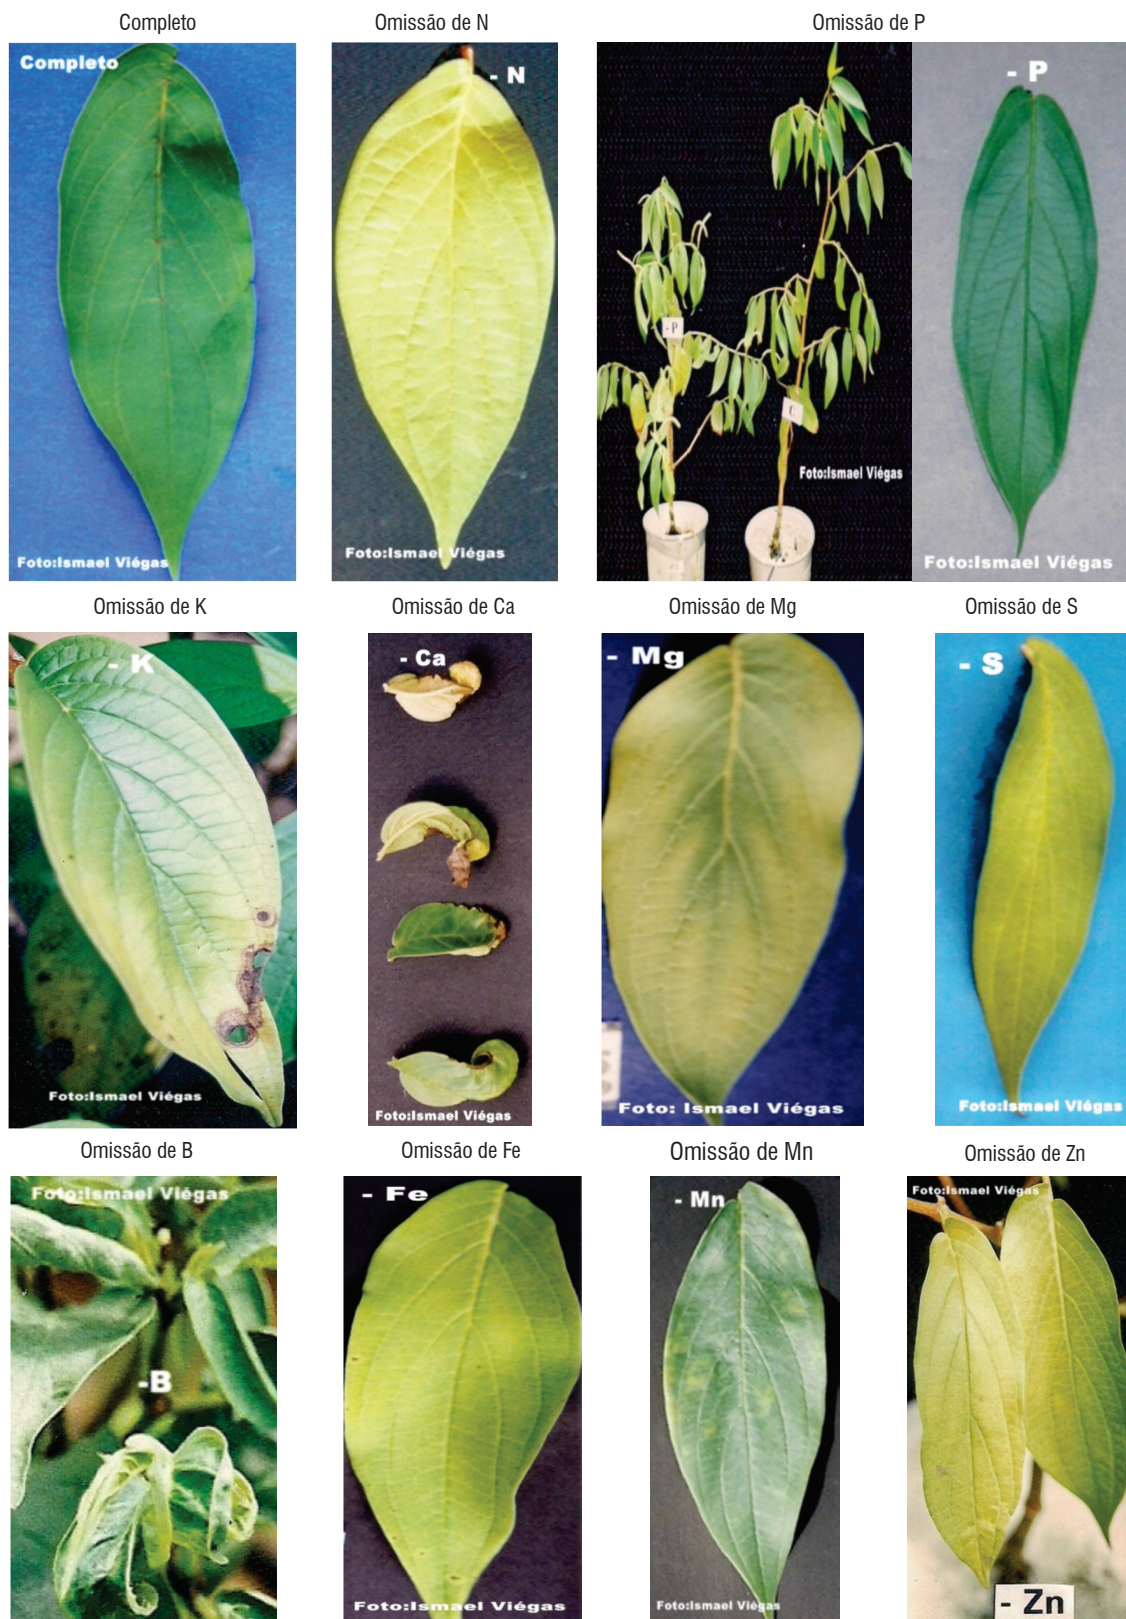 Completo
Omissão de N
Omissão de P
Completo
- N
- P
-P
C
Foto:Ismael Viégas
Foto:Ismael Viégas
Foto:Ismael Viégas
Foto:Ismael Viégas
Omissão de K
Omissão de Ca
Omissão de Mg
Omissão de S
- K
- Ca
- Mg
- S
Foto:Ismael Viégas
Foto:Ismael Viégas
Foto: Ismael Viégas
Foto:Ismael Viégas
Omissão de B
Omissão de Fe
Omissão de Mn
Omissão de Zn
Foto:Ismael Viégas
- Fe
- Mn
Foto:Ismael Viégas
-B
Foto:Ismael Viégas
Foto:Ismael Viégas
- Zn